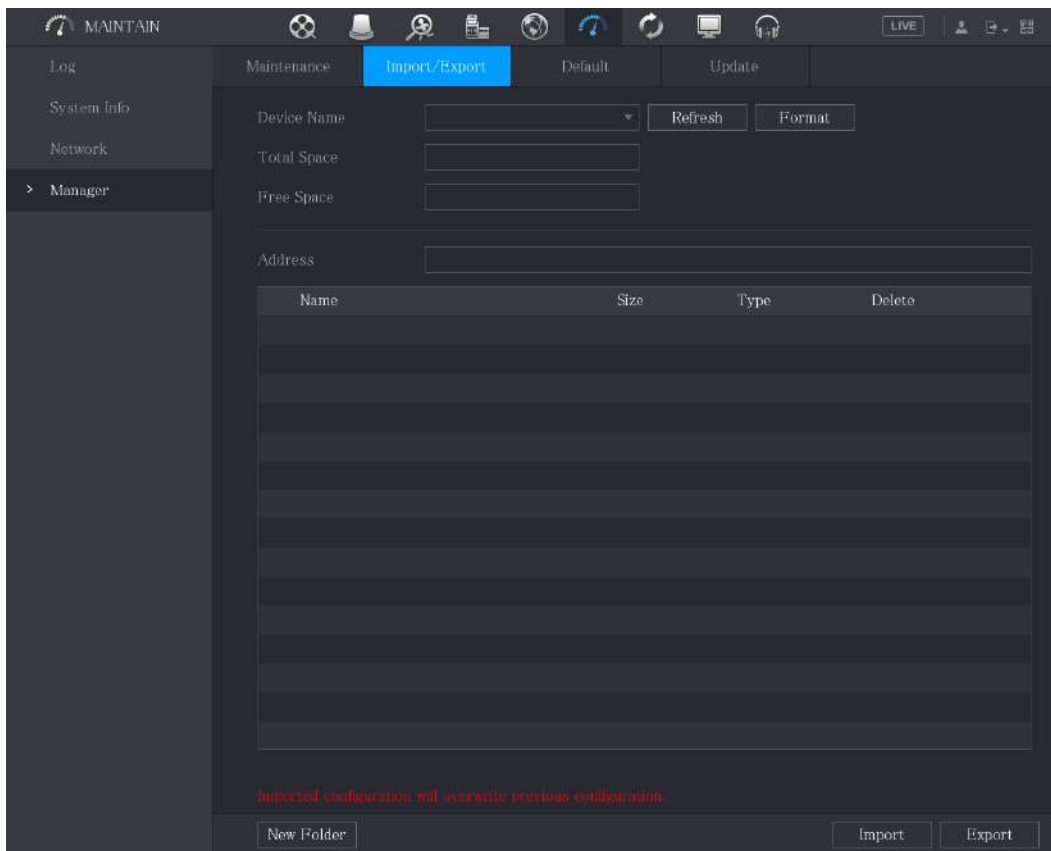 MAINTAIN LIVE
Log
System Info
Network
> Manager
Maintenance Import/Export Default Update
Device Name Refresh Format
Total Space
Free Space
Address
Name Size Type Delete
Imported configuration will overwrite previous configuration.
New Folder Import Export